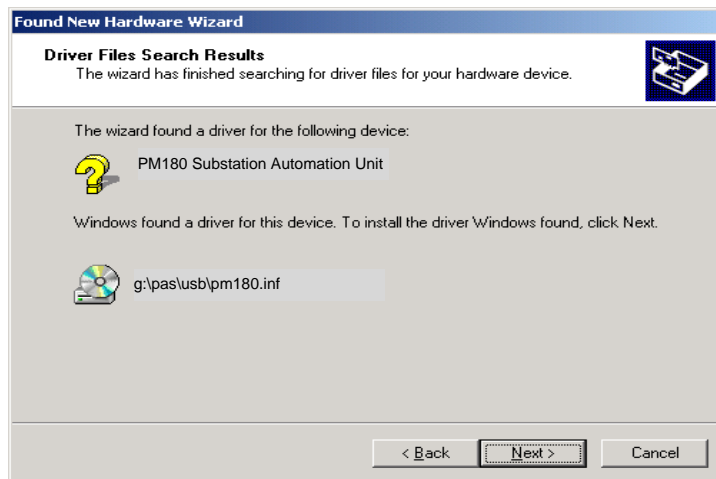 Found New Hardware Wizard
Driver Files Search Results
The wizard has finished searching for driver files for your hardware device.
The wizard found a driver for the following device:
PM180 Substation Automation Unit
Windows found a driver for this device. To install the driver Windows found, click Next.
g:\pas\usb\pm180.inf
< Back Next > Cancel